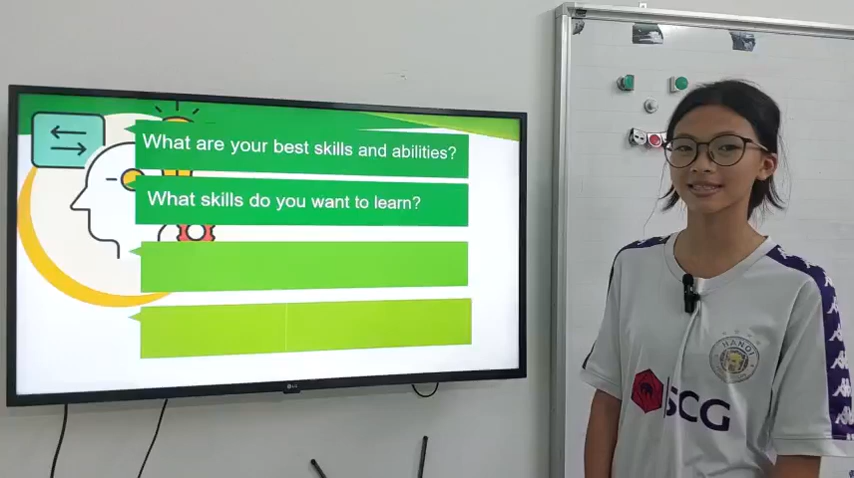 What are your best skills and abilities?
What skills do you want to learn?
HANOI
SCG
LG